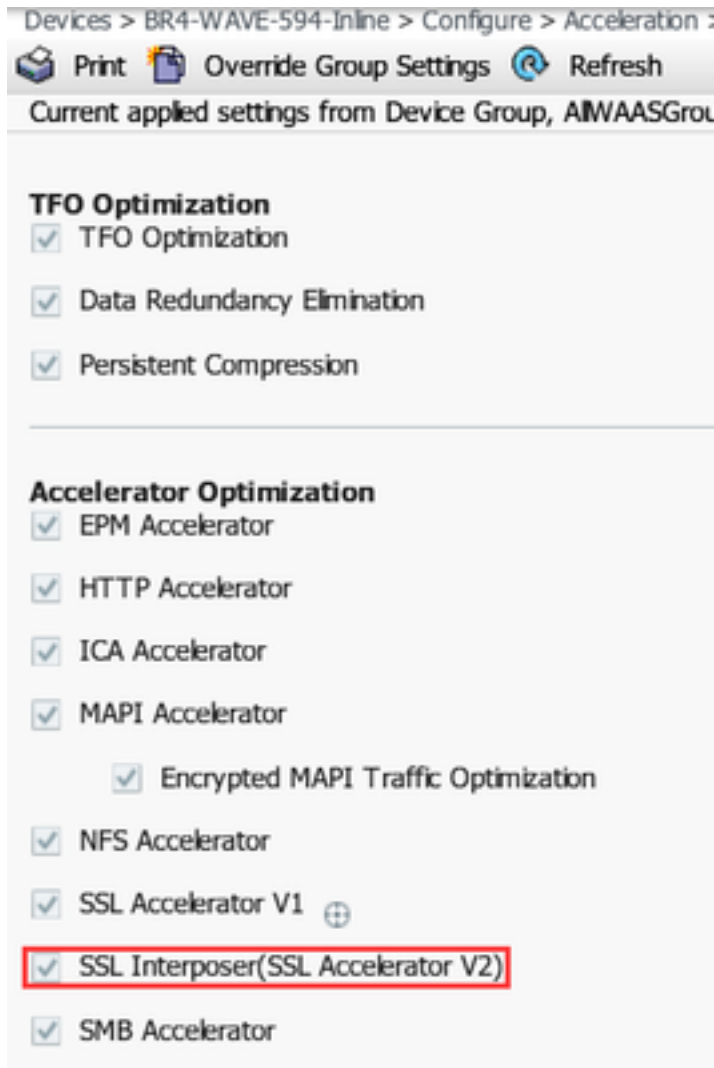 Devices > BR4-WAVE-594-Inline > Configure > Acceleration >
Print Override Group Settings Refresh
Current applied settings from Device Group, AllWAASGrou
TFO Optimization
TFO Optimization
Data Redundancy Elimination
Persistent Compression
Accelerator Optimization
EPM Accelerator
HTTP Accelerator
ICA Accelerator
MAPI Accelerator
Encrypted MAPI Traffic Optimization
NFS Accelerator
SSL Accelerator V1
SSL Interposer(SSL Accelerator V2)
SMB Accelerator